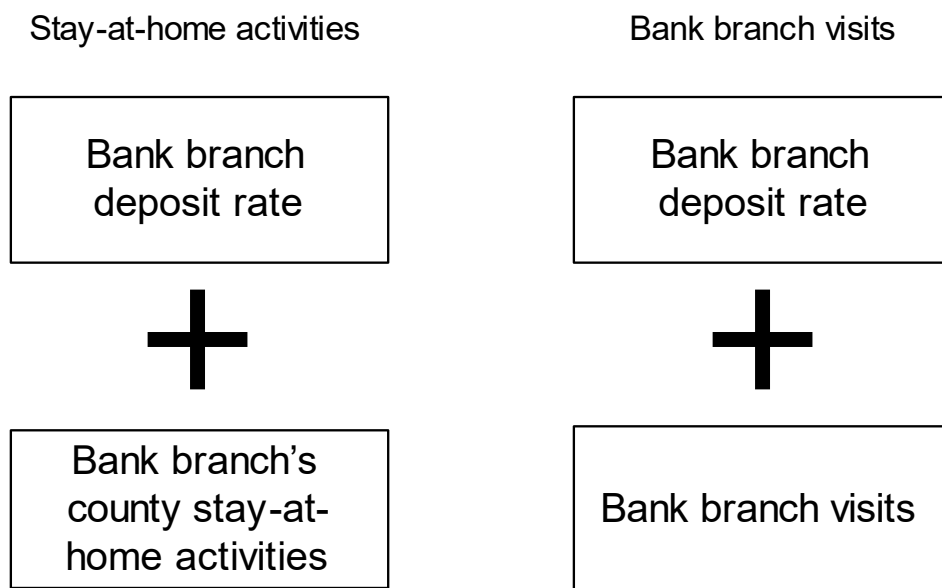 Stay-at-home activities
Bank branch
deposit rate
+
Bank branch's
county stay-at-
home activities
Bank branch visits
Bank branch
deposit rate
+
Bank branch visits